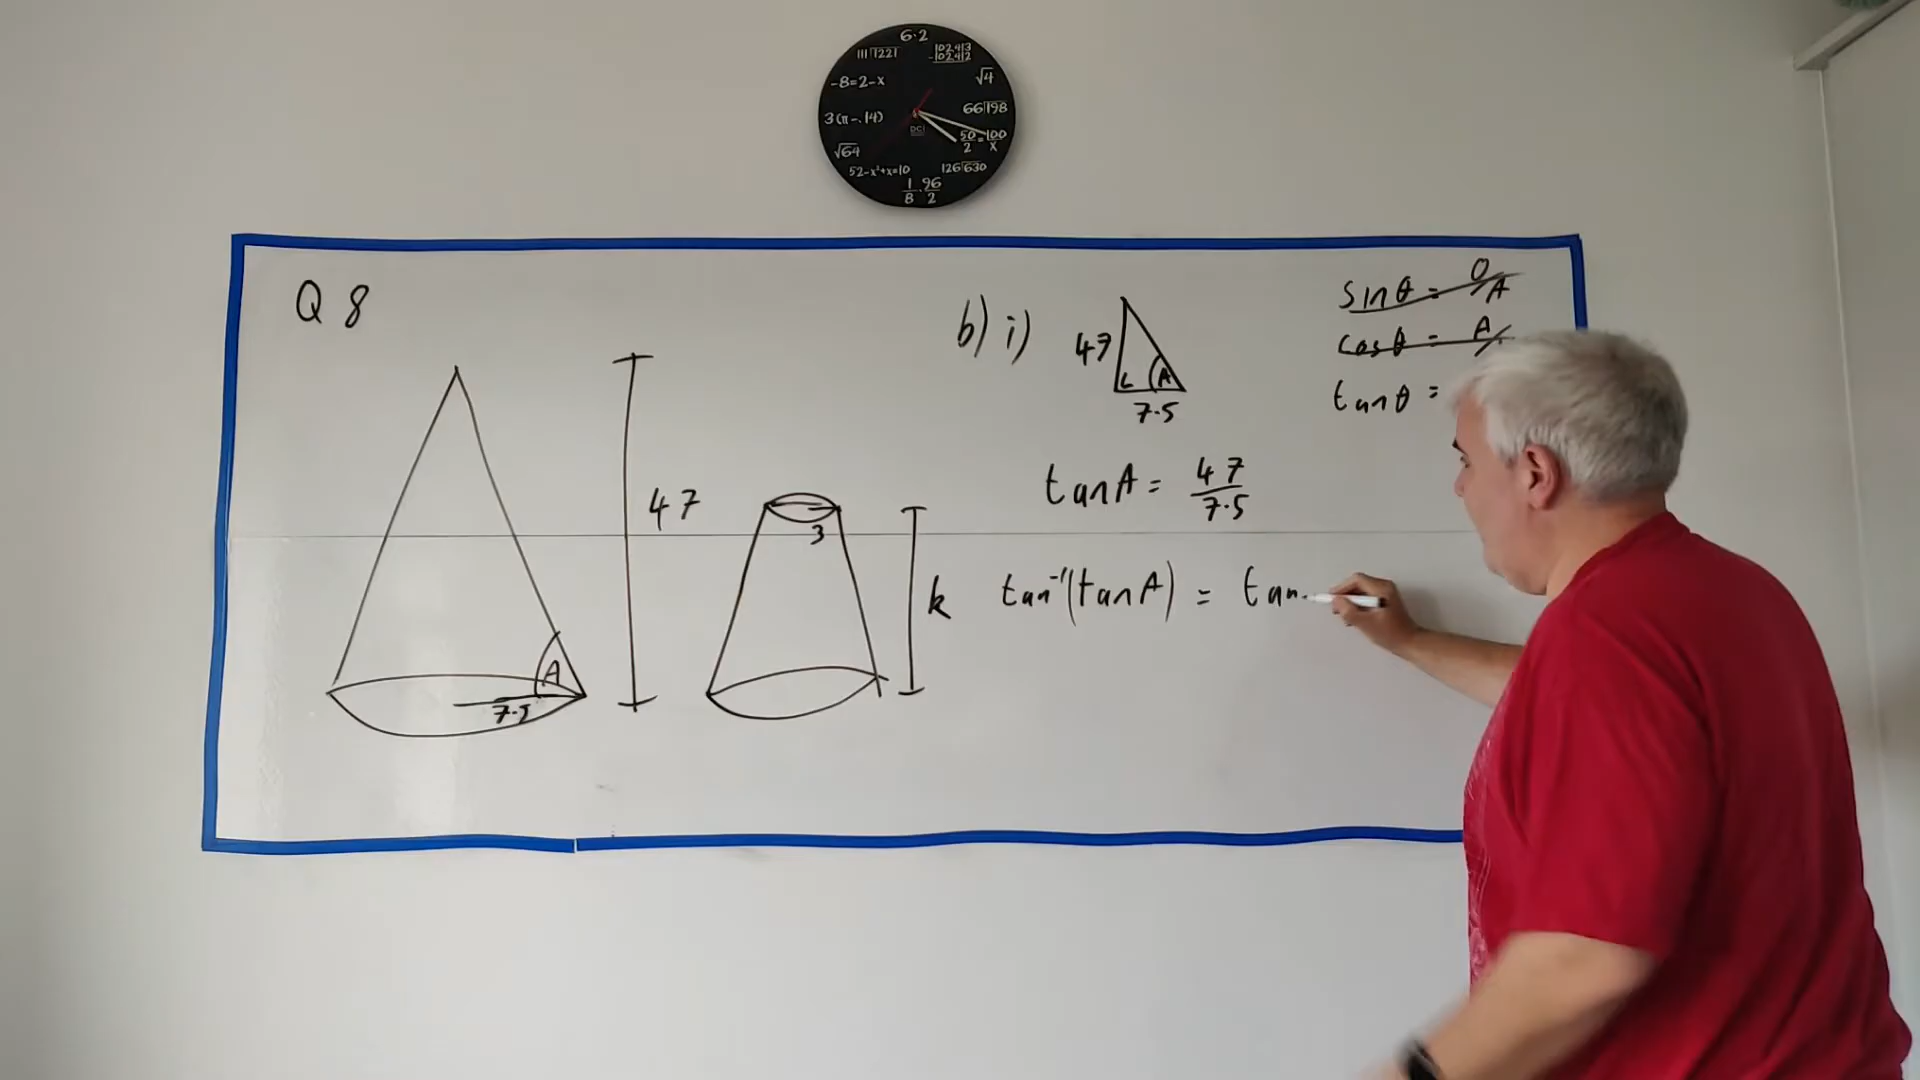 6·2
111|1221
102,413
-102,412
-8=2-x
√4
3(π-.14)
66|198
DCI
50/2=100/x
√64
52-x²+x=10
126|630
1/8·96/2
Q 8
47
A
7.5
3
k
b) i)
47
A
7.5
sinθ = O/A
cosθ = A/
tanθ =
tanA = 47/7.5
tan⁻¹(tanA) = tan